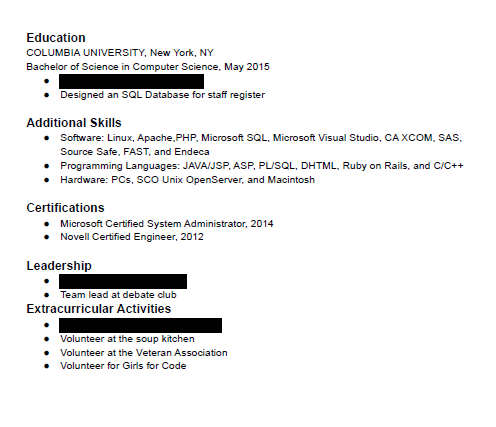 Education
COLUMBIA UNIVERSITY, New York, NY
Bachelor of Science in Computer Science, May 2015
● Designed an SQL Database for staff register
Additional Skills
● Software: Linux, Apache,PHP, Microsoft SQL, Microsoft Visual Studio, CA XCOM, SAS,
Source Safe, FAST, and Endeca
● Programming Languages: JAVA/JSP, ASP, PL/SQL, DHTML, Ruby on Rails, and C/C++
● Hardware: PCs, SCO Unix OpenServer, and Macintosh
Certifications
● Microsoft Certified System Administrator, 2014
● Novell Certified Engineer, 2012
Leadership
● Team lead at debate club
Extracurricular Activities
● Volunteer at the soup kitchen
● Volunteer at the Veteran Association
● Volunteer for Girls for Code